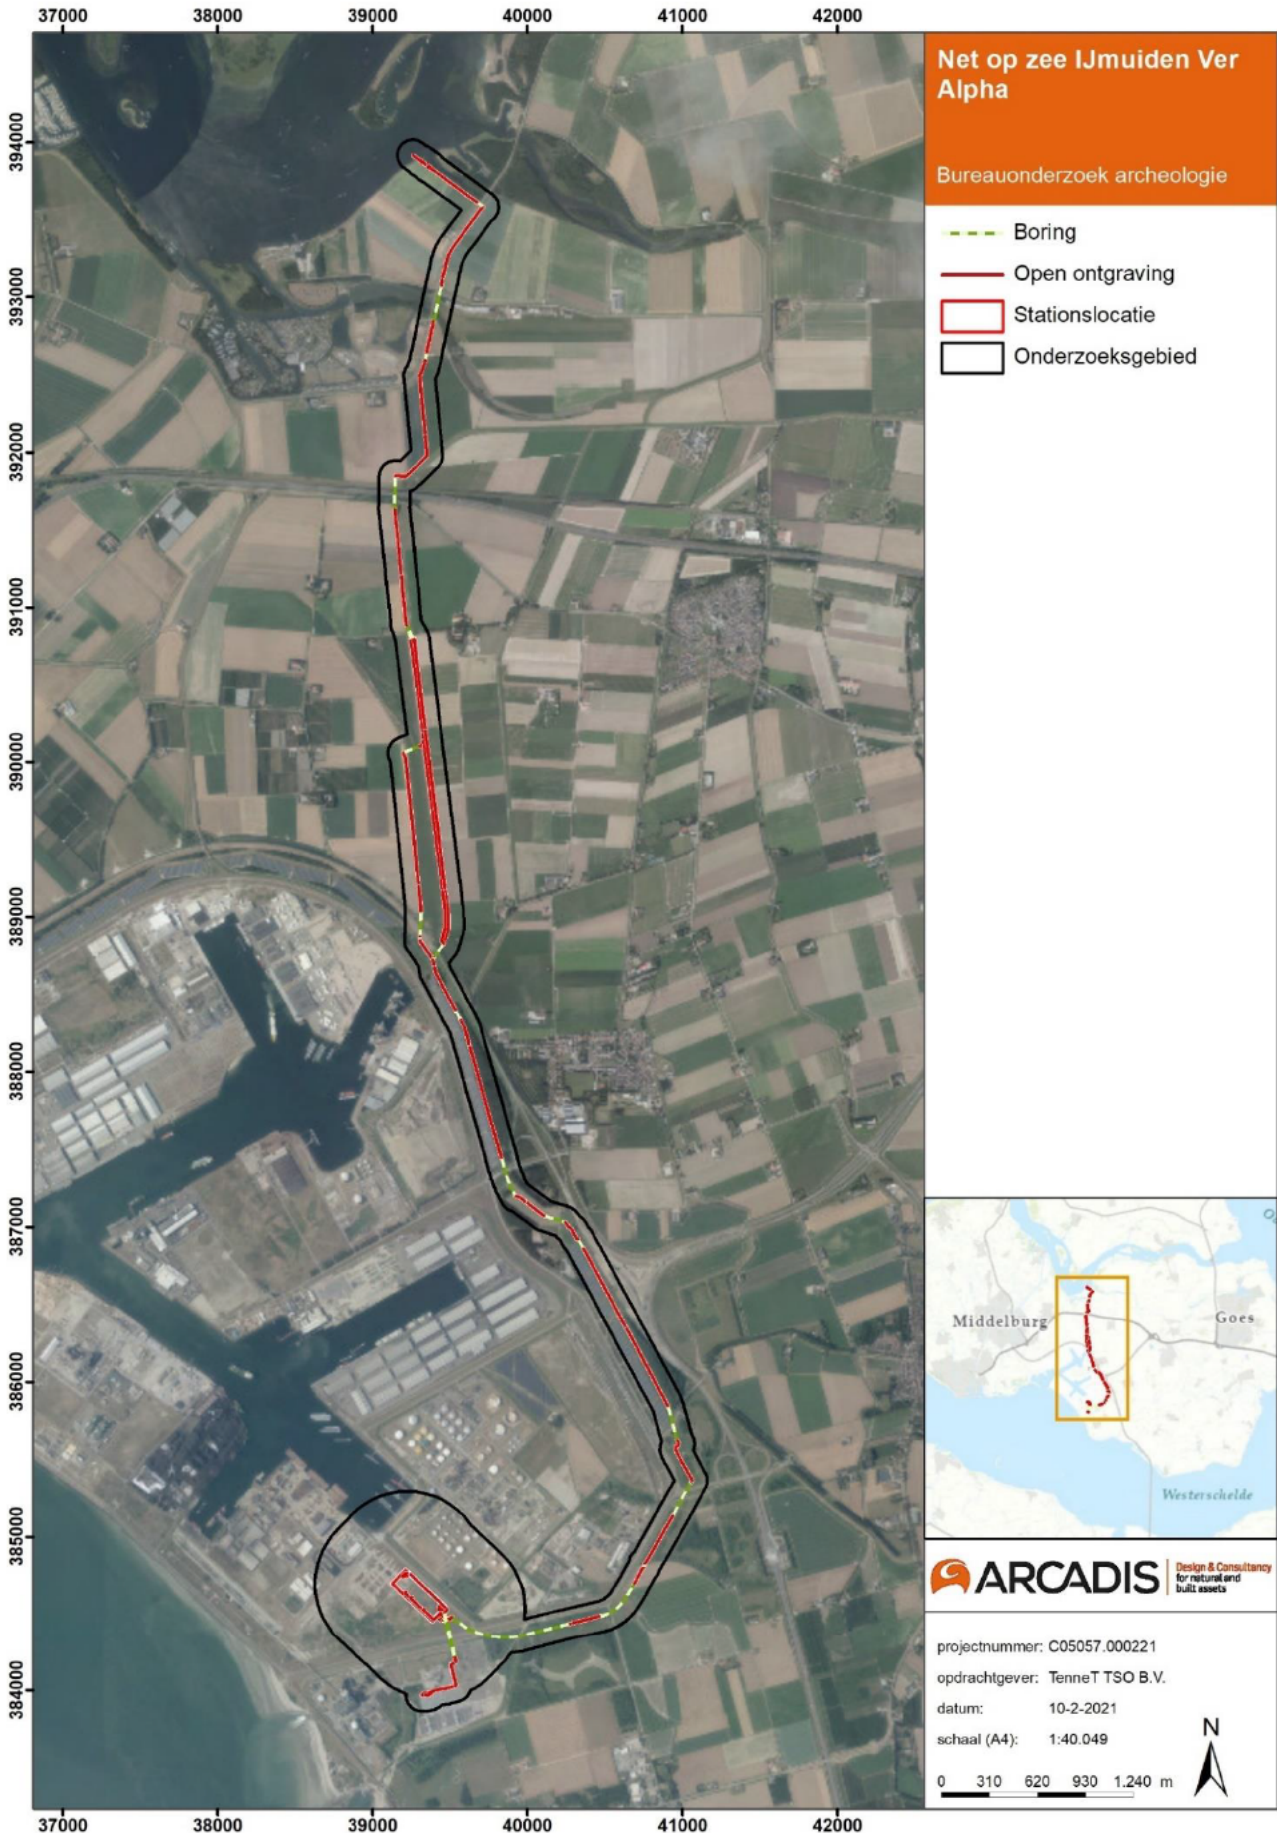 37000 38000 39000 40000 41000 42000
394000
393000
392000
391000
390000
389000
388000
387000
386000
385000
384000
37000 38000 39000 40000 41000 42000
Net op zee IJmuiden Ver
Alpha
Bureauonderzoek archeologie
Boring
Open ontgraving
Stationslocatie
Onderzoeksgebied
Middelburg
Goes
Westerschelde
ARCADIS
Design & Consultancy
for natural and
built assets
projectnummer: C05057.000221
opdrachtgever: TenneT TSO B.V.
datum: 10-2-2021
schaal (A4): 1:40.049
N
0 310 620 930 1.240 m